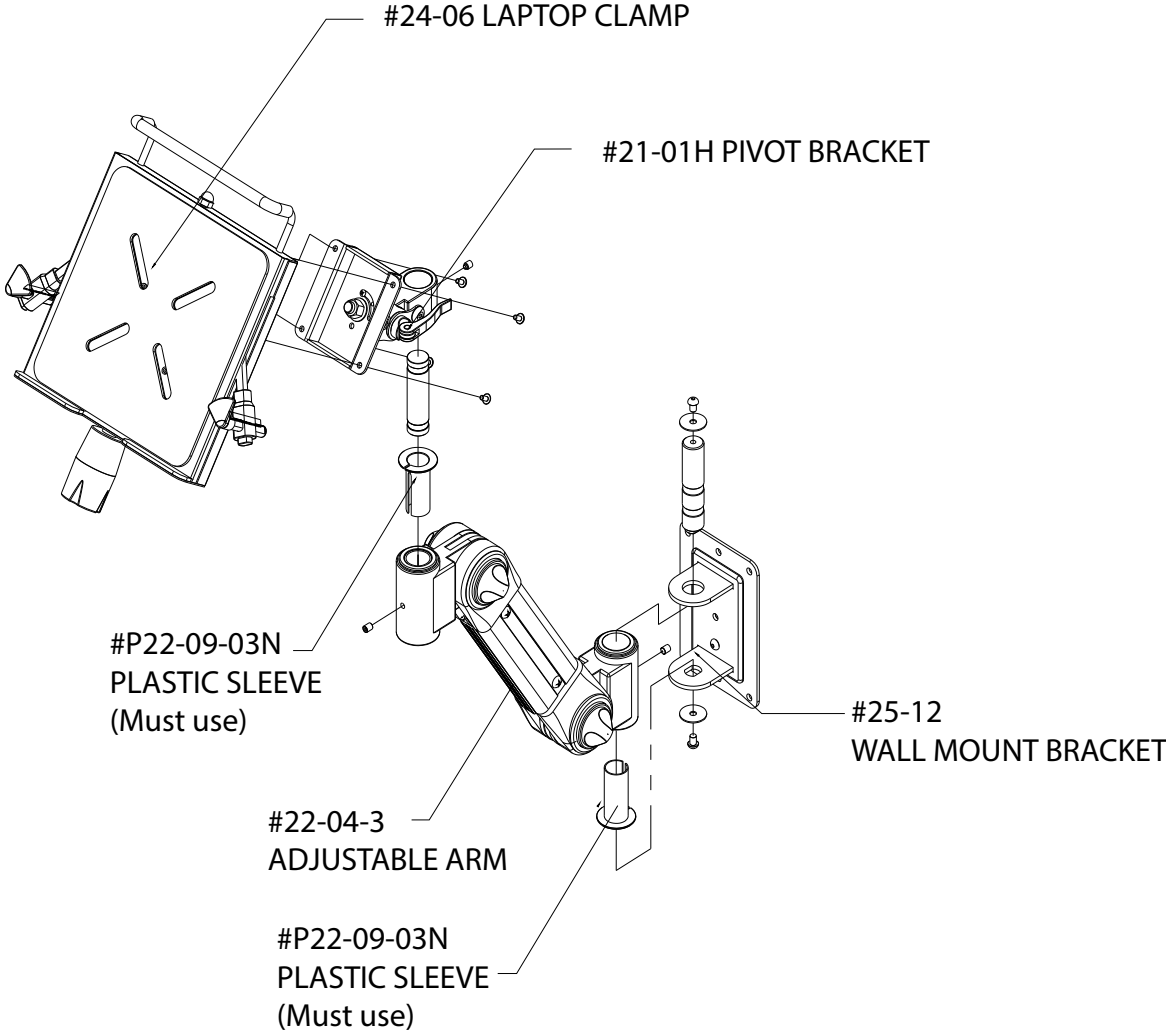 #24-06 LAPTOP CLAMP
#21-01H PIVOT BRACKET
#P22-09-03N
PLASTIC SLEEVE
(Must use)
#25-12
WALL MOUNT BRACKET
#22-04-3
ADJUSTABLE ARM
#P22-09-03N
PLASTIC SLEEVE
(Must use)